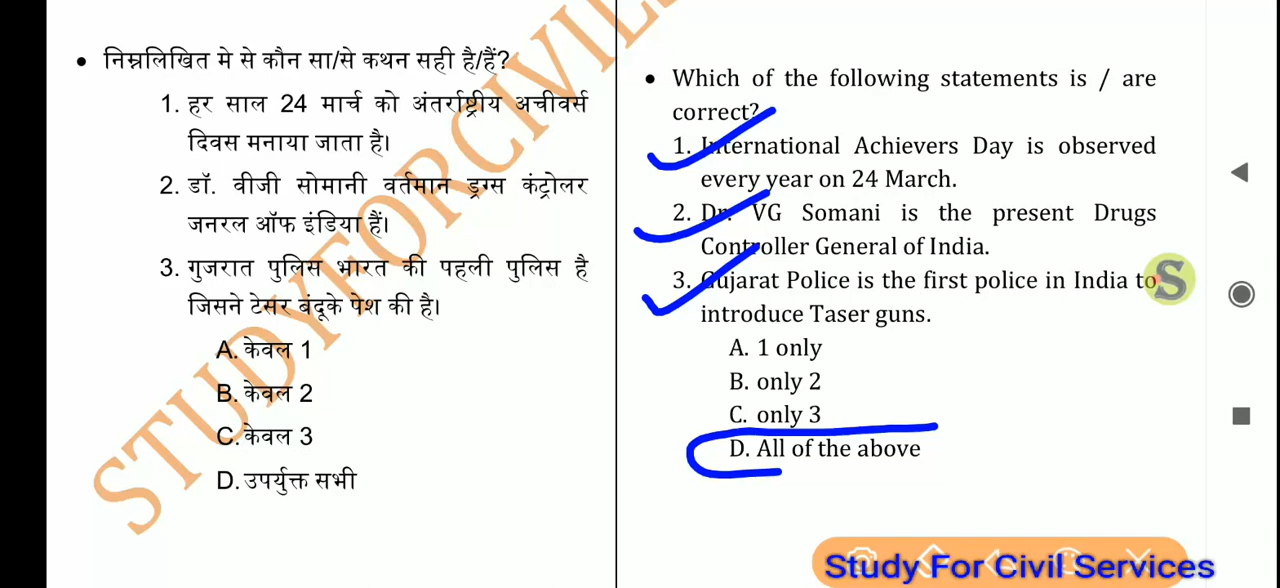 • निम्नलिखित मे से कौन सा/से कथन सही है/हैं?
1. हर साल 24 मार्च को अंतर्राष्ट्रीय अचीवर्स
दिवस मनाया जाता है।
2. डॉ. वीजी सोमानी वर्तमान ड्रग्स कंट्रोलर
जनरल ऑफ इंडिया हैं।
3. गुजरात पुलिस भारत की पहली पुलिस है
जिसने टेसर बंदूके पेश की है।
A. केवल 1
B. केवल 2
C. केवल 3
D. उपर्युक्त सभी
• Which of the following statements is / are
correct?
1. International Achievers Day is observed
every year on 24 March.
2. Dr. VG Somani is the present Drugs
Controller General of India.
3. Gujarat Police is the first police in India to
introduce Taser guns.
A. 1 only
B. only 2
C. only 3
D. All of the above
STUDYFORCIVIL
S
Study For Civil Services